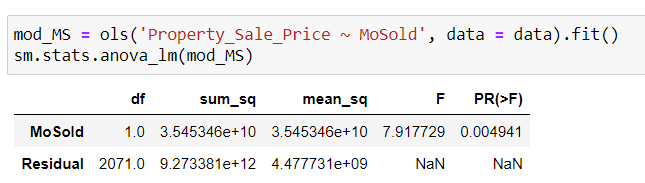 mod_MS = ols('Property_Sale_Price ~ MoSold', data = data).fit()
sm.stats.anova_lm(mod_MS)
df sum_sq mean_sq F PR(>F)
MoSold 1.0 3.545346e+10 3.545346e+10 7.917729 0.004941
Residual 2071.0 9.273381e+12 4.477731e+09 NaN NaN